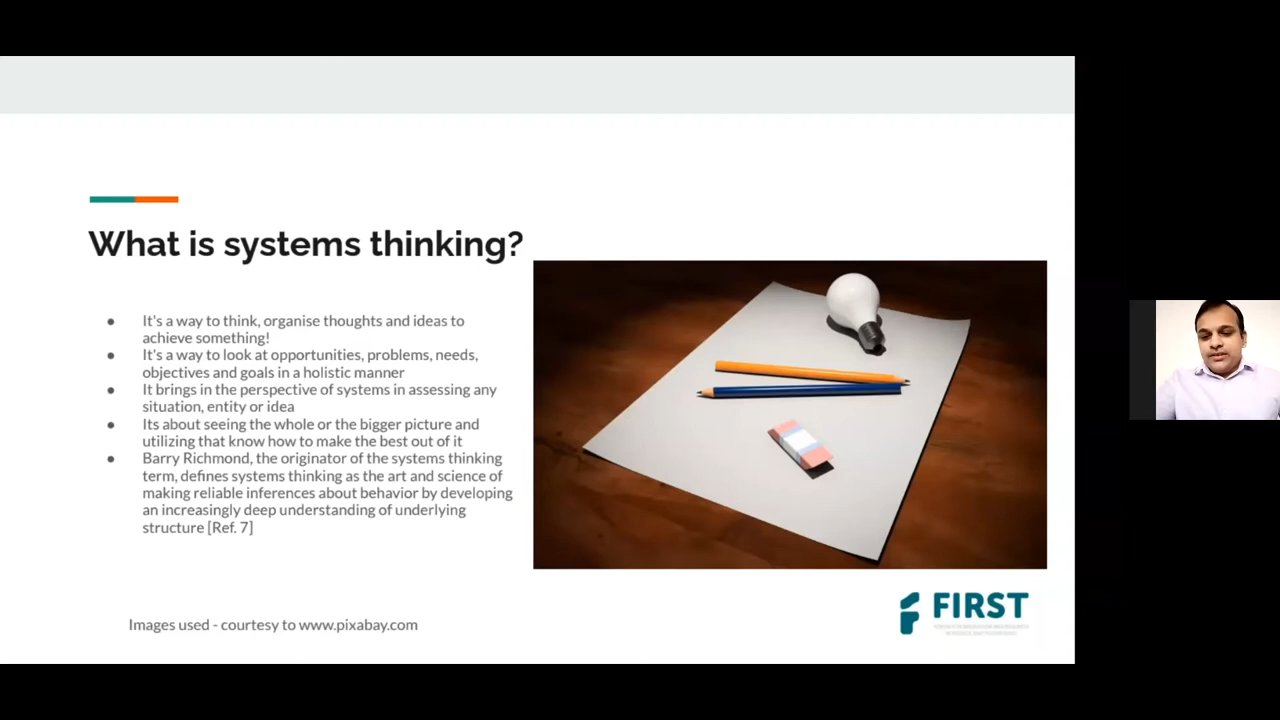 What is systems thinking?
● It's a way to think, organise thoughts and ideas to
achieve something!
● It's a way to look at opportunities, problems, needs,
objectives and goals in a holistic manner
● It brings in the perspective of systems in assessing any
situation, entity or idea
● Its about seeing the whole or the bigger picture and
utilizing that know how to make the best out of it
● Barry Richmond, the originator of the systems thinking
term, defines systems thinking as the art and science of
making reliable inferences about behavior by developing
an increasingly deep understanding of underlying
structure [Ref. 7]
Images used - courtesy to www.pixabay.com
FIRST